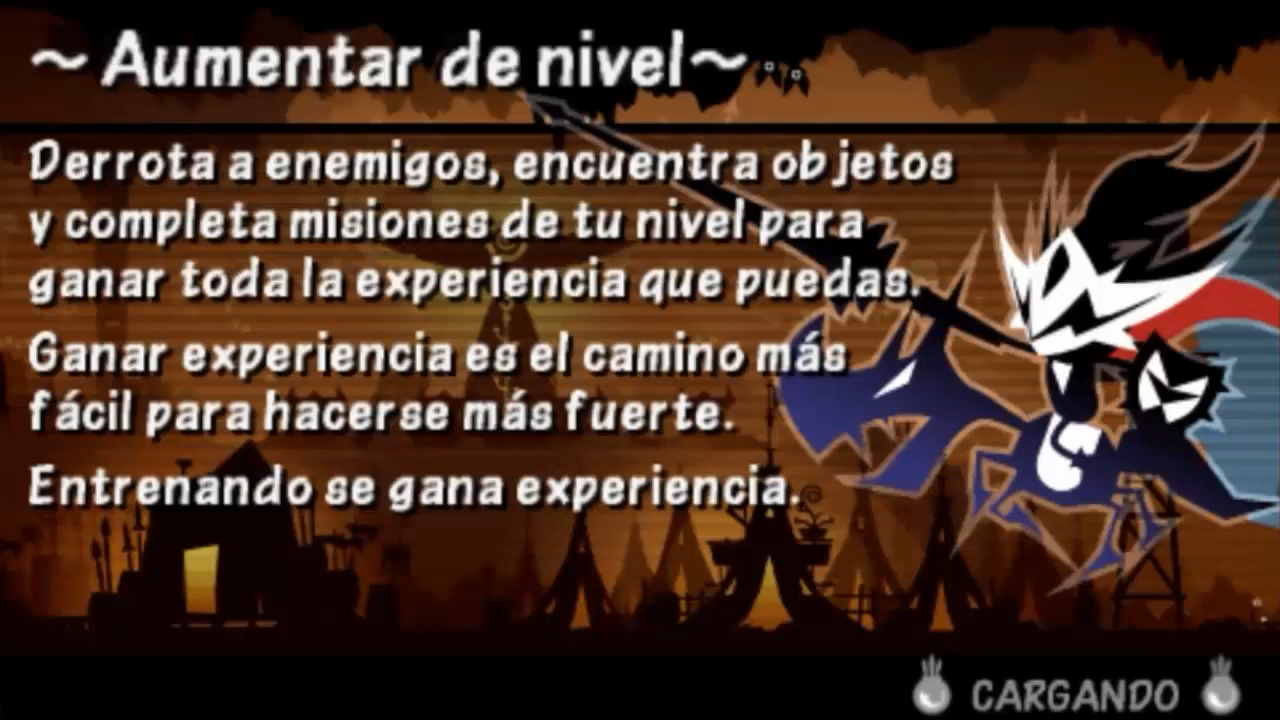 ~Aumentar de nivel~
Derrota a enemigos, encuentra objetos
y completa misiones de tu nivel para
ganar toda la experiencia que puedas.
Ganar experiencia es el camino más
fácil para hacerse más fuerte.
Entrenando se gana experiencia.
CARGANDO